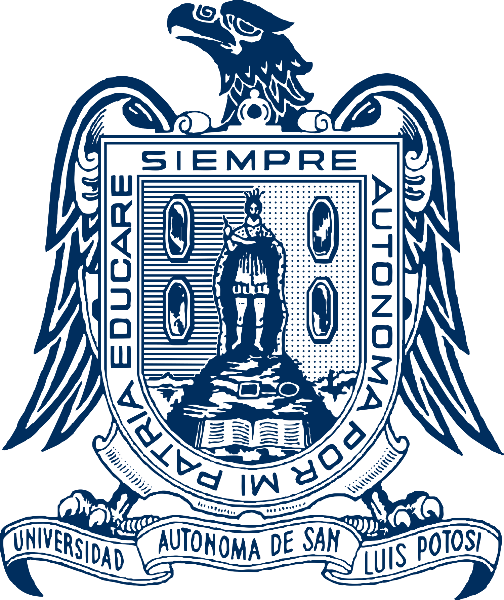 SIEMPRE AUTONOMA POR MI PATRIA EDUCARE
UNIVERSIDAD AUTONOMA DE SAN LUIS POTOSI